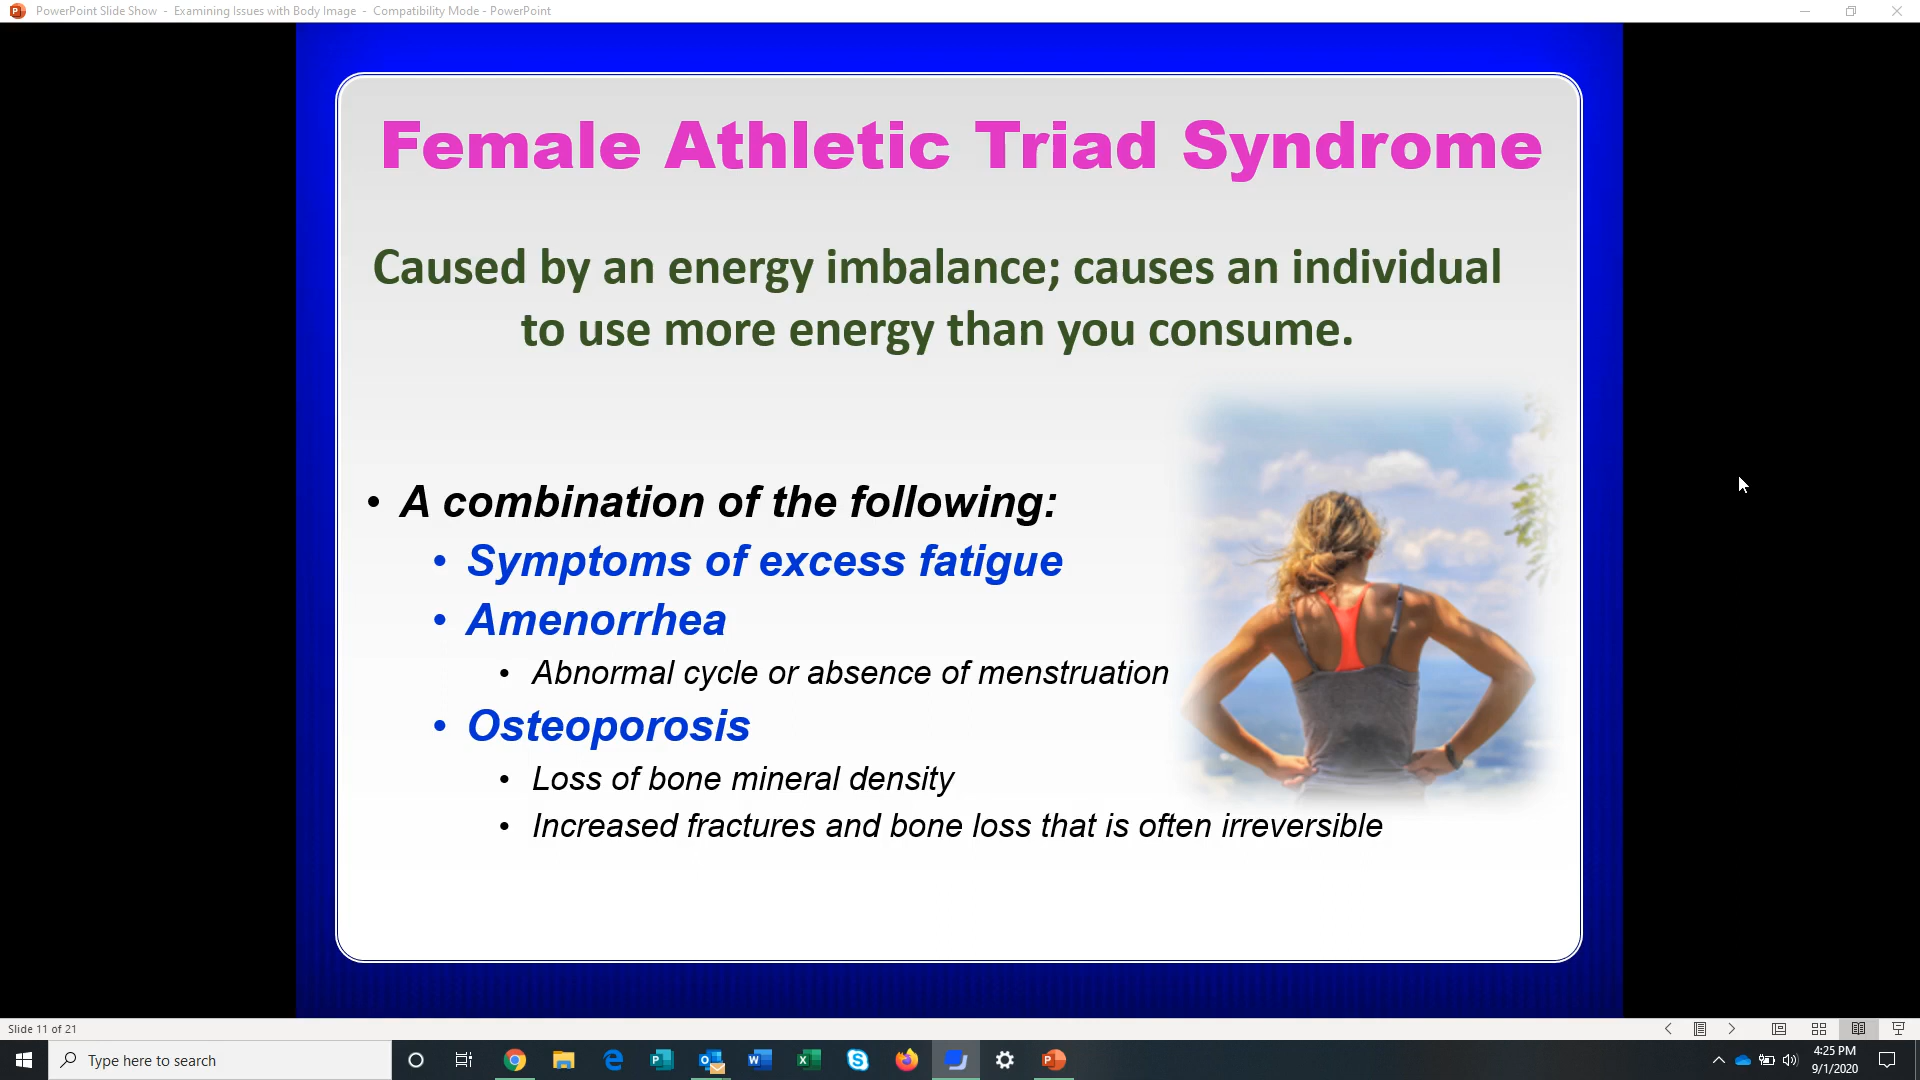 PowerPoint Slide Show - Examining Issues with Body Image - Compatibility Mode - PowerPoint
Female Athletic Triad Syndrome
Caused by an energy imbalance; causes an individual
to use more energy than you consume.
• A combination of the following:
• Symptoms of excess fatigue
• Amenorrhea
• Abnormal cycle or absence of menstruation
• Osteoporosis
• Loss of bone mineral density
• Increased fractures and bone loss that is often irreversible
Slide 11 of 21
Type here to search
4:25 PM
9/1/2020